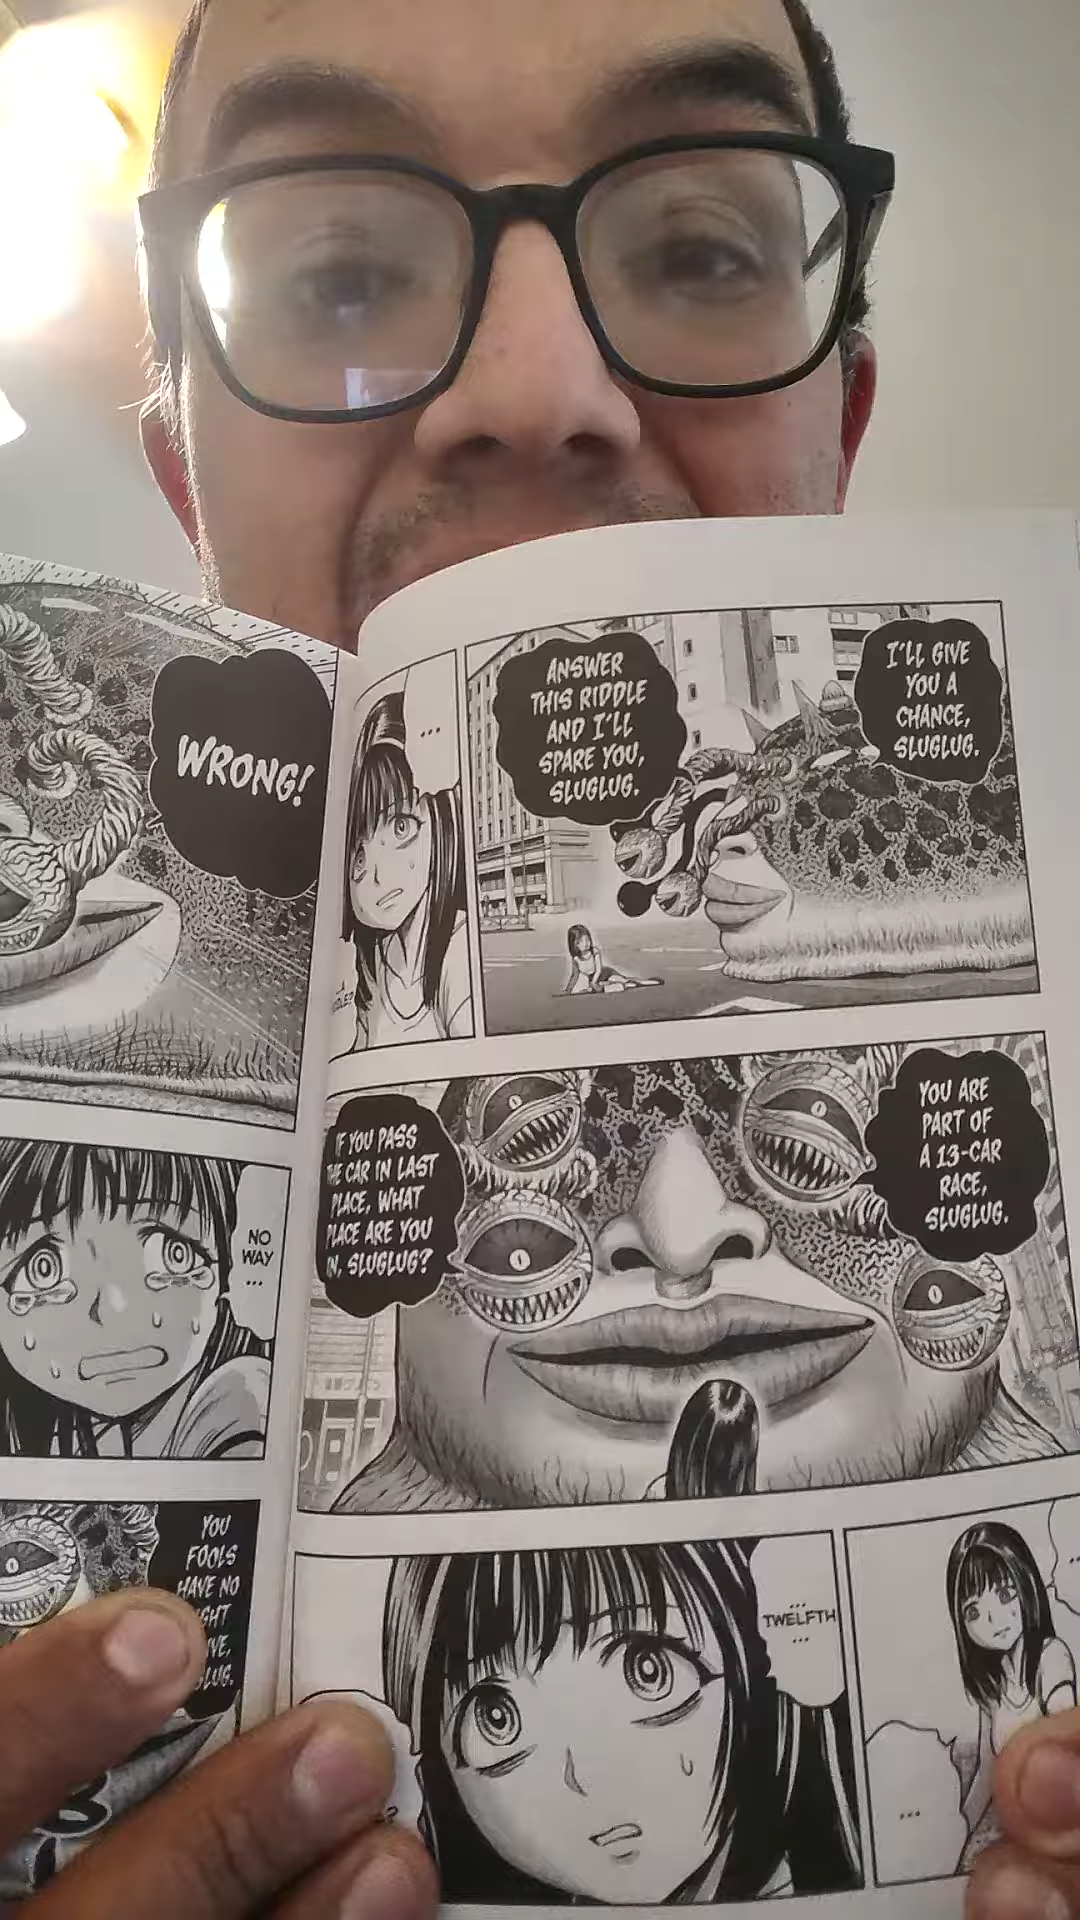 I'LL GIVE
YOU A
CHANCE,
SLUGLUG.
ANSWER
THIS RIDDLE
AND I'LL
SPARE YOU,
SLUGLUG.
...
A
YOU ARE
PART OF
A 13-CAR
RACE,
SLUGLUG.
IF YOU PASS
THE CAR IN LAST
PLACE, WHAT
PLACE ARE YOU
IN, SLUGLUG?
...
...
...
TWELFTH
...
?
WRONG!
NO
WAY
...
YOU
FOOLS
HAVE NO